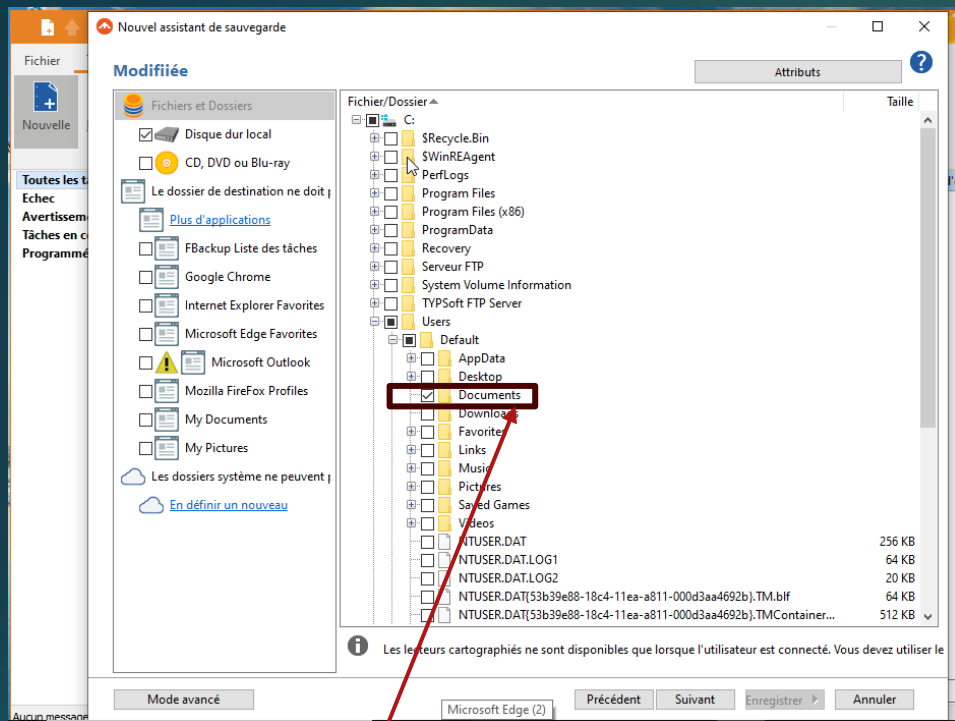 Nouvel assistant de sauvegarde
Fichier
Modifiiée
Attributs
Nouvelle
Fichiers et Dossiers
Disque dur local
CD, DVD ou Blu-ray
Le dossier de destination ne doit
Plus d'applications
FBackup Liste des tâches
Google Chrome
Internet Explorer Favorites
Microsoft Edge Favorites
Microsoft Outlook
Mozilla FireFox Profiles
My Documents
My Pictures
Les dossiers système ne peuvent
En définir un nouveau
Toutes les
Echec
Avertissem
Tâches en c
Programmé
Fichier/Dossier Taille
C:
$Recycle.Bin
$WinREAgent
PerfLogs
Program Files
Program Files (x86)
ProgramData
Recovery
Serveur FTP
System Volume Information
TYPSoft FTP Server
Users
Default
AppData
Desktop
Documents
Downloads
Favorites
Links
Music
Pictures
Saved Games
Videos
NTUSER.DAT 256 KB
NTUSER.DAT.LOG1 64 KB
NTUSER.DAT.LOG2 20 KB
NTUSER.DAT{53b39e88-18c4-11ea-a811-000d3aa4692b}.TM.blf 64 KB
NTUSER.DAT{53b39e88-18c4-11ea-a811-000d3aa4692b}.TMContainer... 512 KB
Les lecteurs cartographiés ne sont disponibles que lorsque l'utilisateur est connecté. Vous devez utiliser le
Mode avancé
Précédent
Suivant
Enregistrer
Annuler
Microsoft Edge (2)
Aucun message